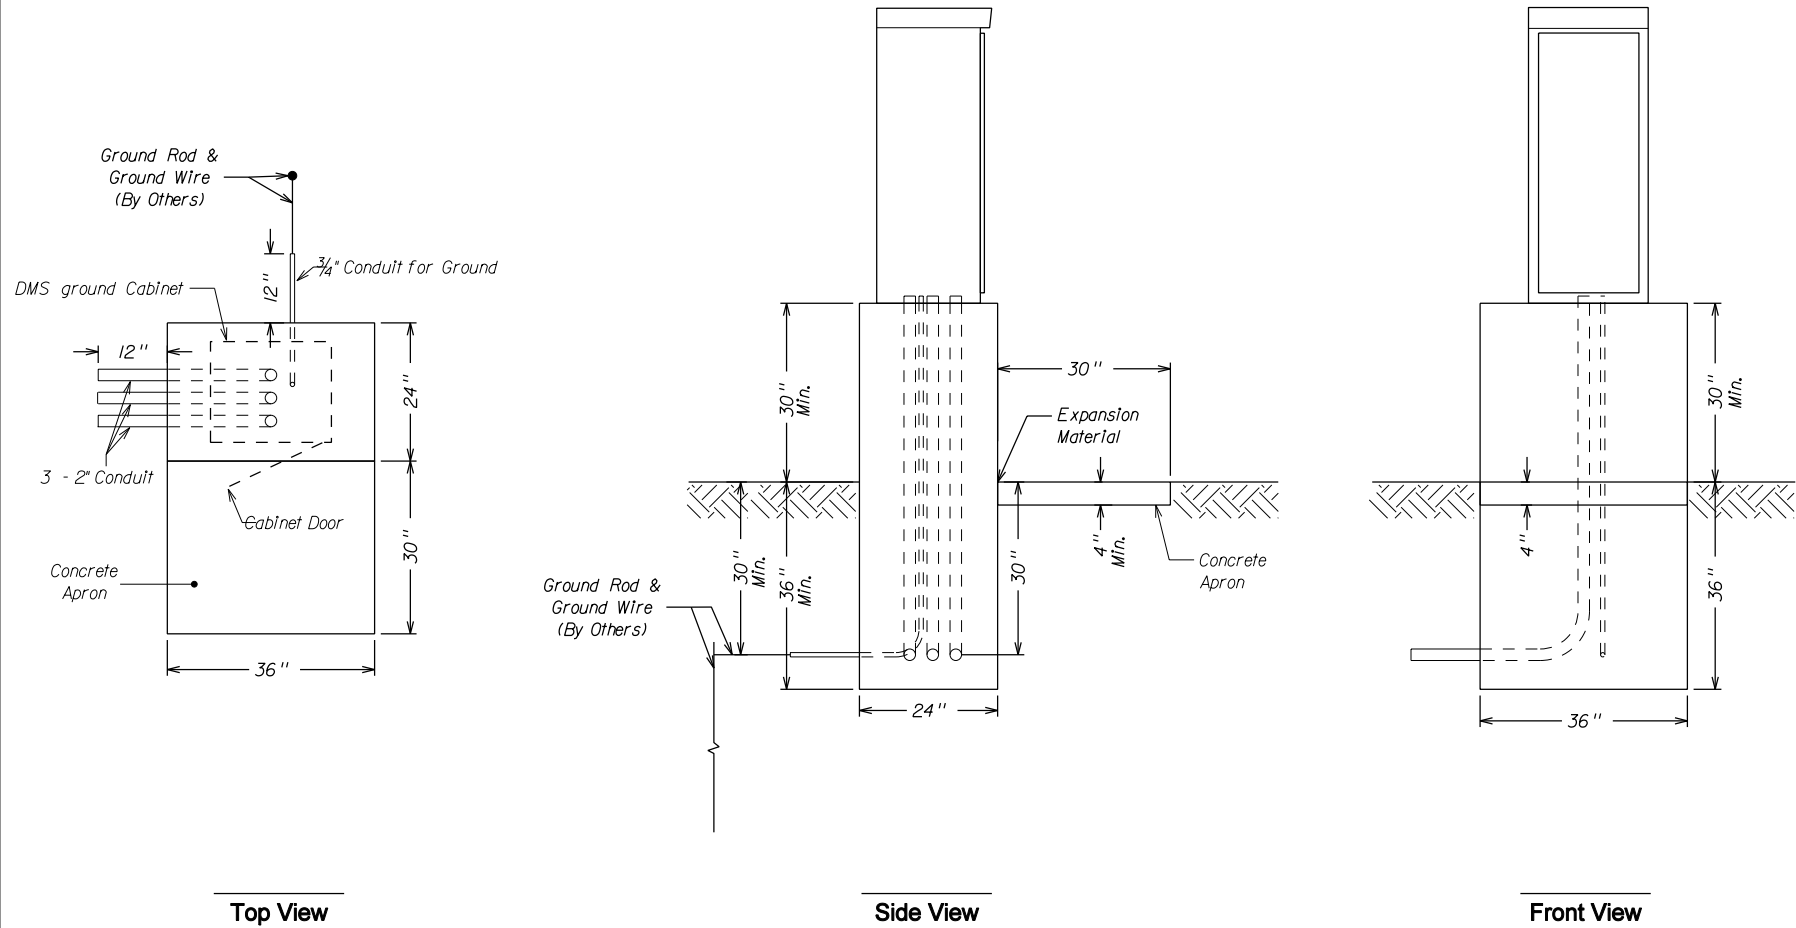 Ground Rod &
Ground Wire
(By Others)
12"
3/4" Conduit for Ground
DMS ground Cabinet
12"
24"
3 - 2" Conduit
Cabinet Door
30"
Concrete
Apron
36"
Top View
30"
Min.
30"
Expansion
Material
30"
Min.
36"
Min.
30"
4"
Min.
Concrete
Apron
Ground Rod &
Ground Wire
(By Others)
24"
Side View
30"
Min.
4"
36"
36"
Front View